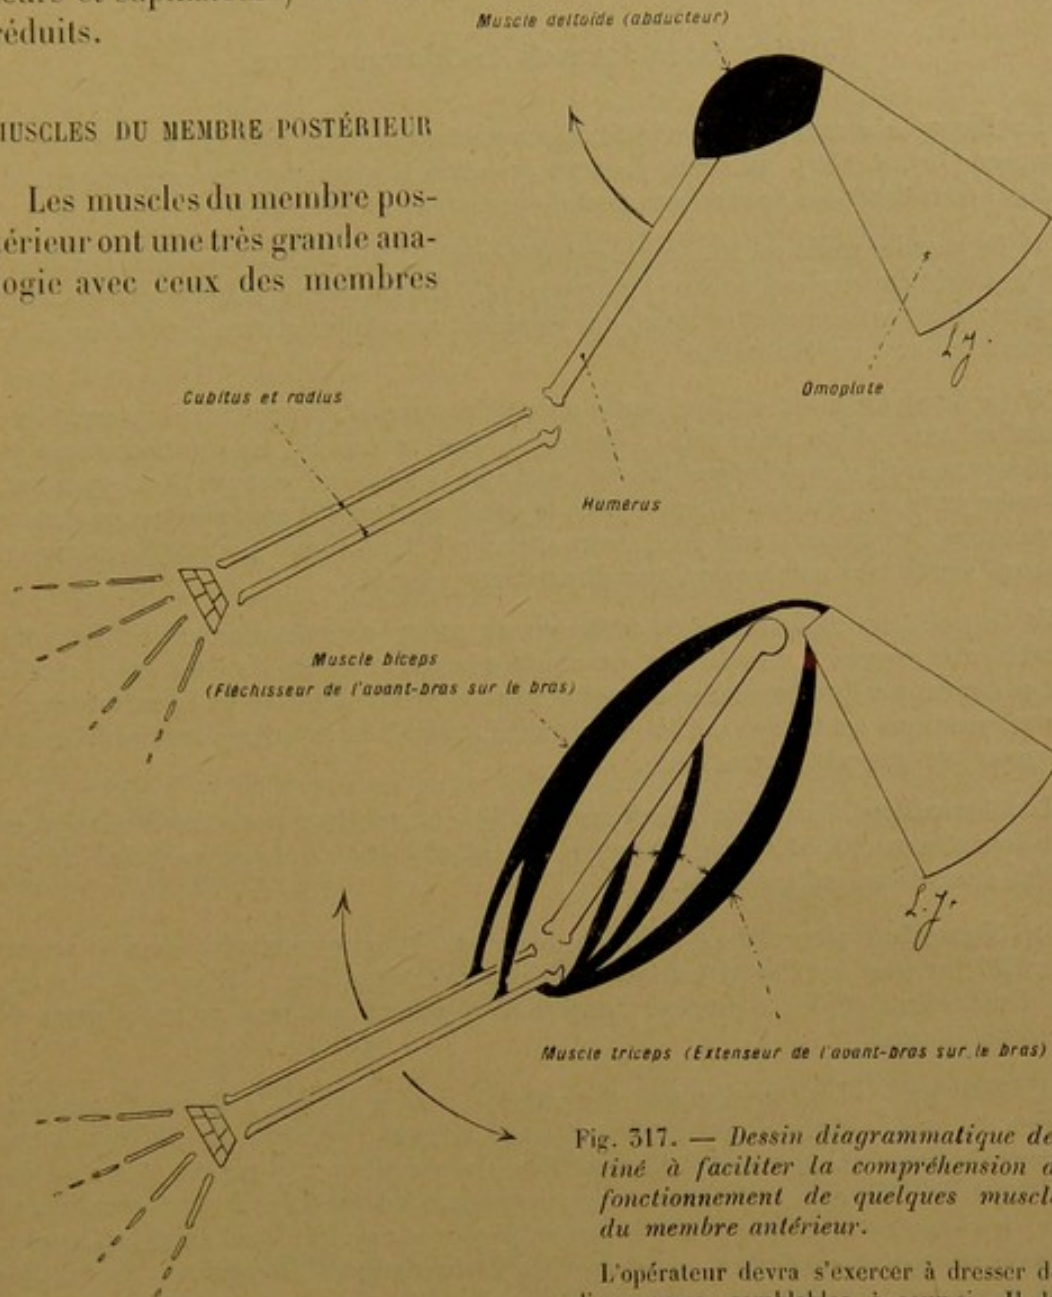 réduits.
MUSCLES DU MEMBRE POSTÉRIEUR
Les muscles du membre pos-
térieur ont une très grande ana-
logie avec ceux des membres
Muscle deltoïde (abducteur)
L.J.
Omoplate
Cubitus et radius
Humérus
Muscle biceps
(Fléchisseur de l'avant-bras sur le bras)
L.J.
Muscle triceps (Extenseur de l'avant-bras sur le bras)
Fig. 317. — Dessin diagrammatique de
tiné à faciliter la compréhension d
fonctionnement de quelques muscle
du membre antérieur.
L'opérateur devra s'exercer à dresser d